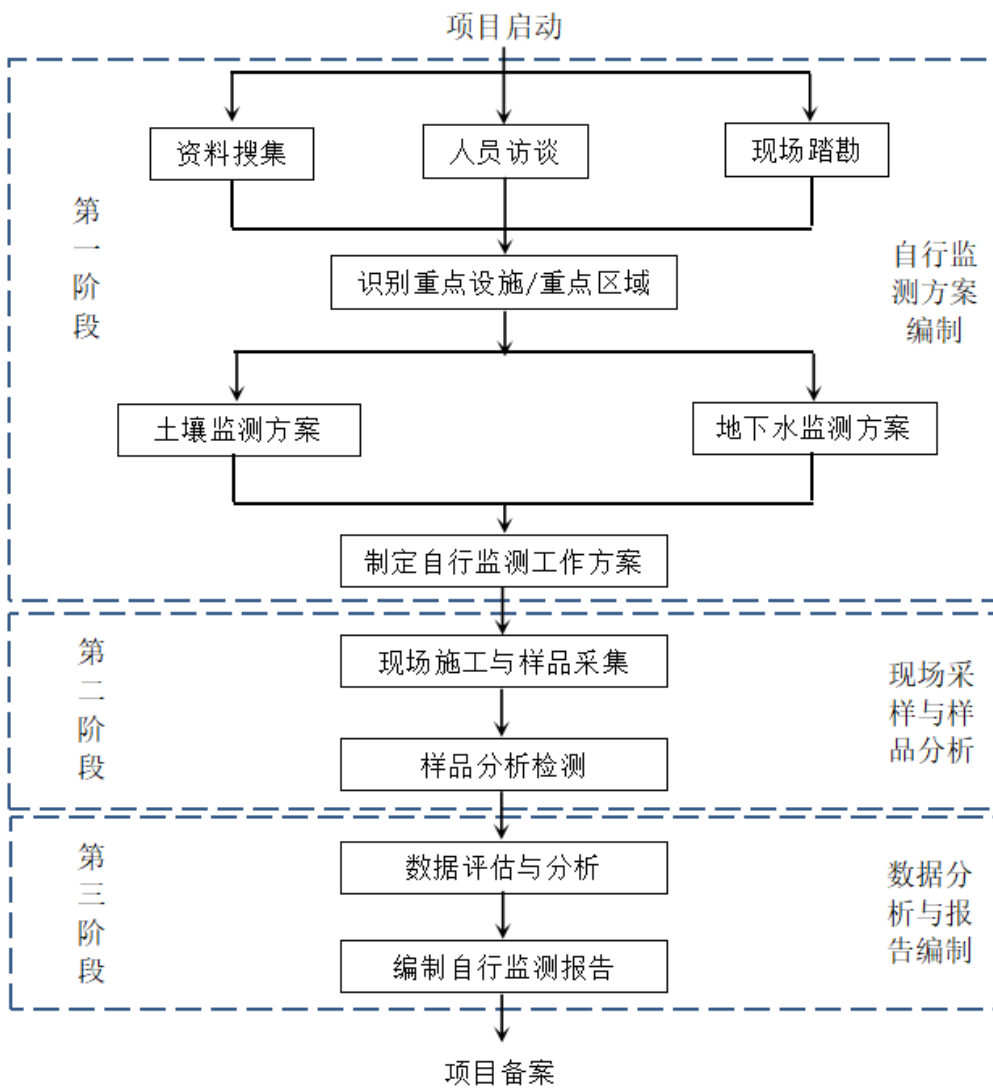 项目启动
资料搜集
人员访谈
现场踏勘
第一阶段
识别重点设施/重点区域
自行监
测方案
编制
土壤监测方案
地下水监测方案
制定自行监测工作方案
第二阶段
现场施工与样品采集
现场采
样与样
品分析
样品分析检测
第三阶段
数据评估与分析
数据分
析与报
告编制
编制自行监测报告
项目备案